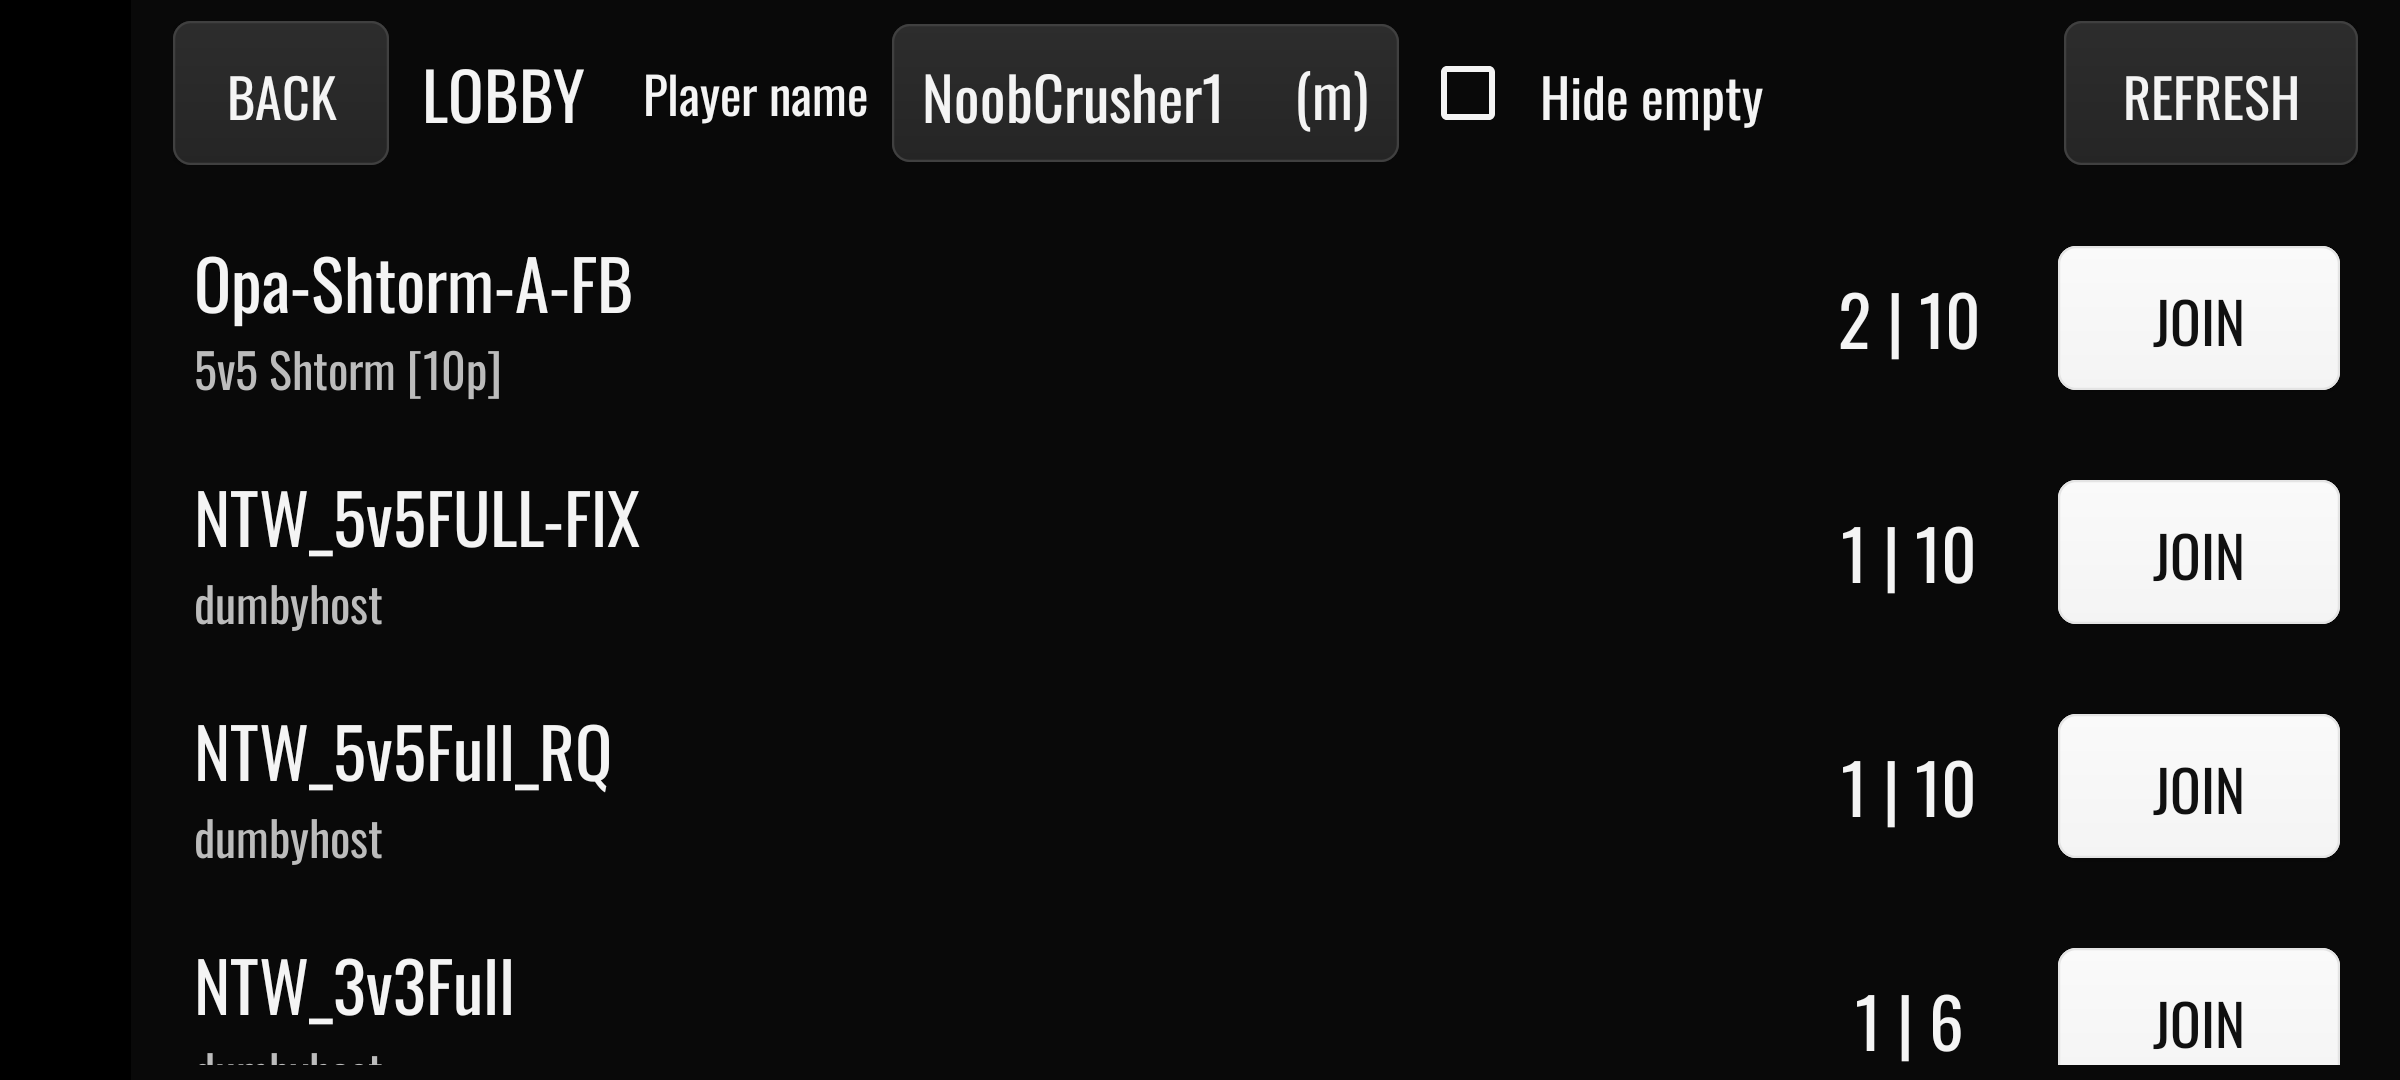 BACK LOBBY Player name NoobCrusher1 (m) Hide empty REFRESH
Opa-Shtorm-A-FB
5v5 Shtorm [10p]
2 | 10 JOIN
NTW_5v5FULL-FIX
dumbyhost
1 | 10 JOIN
NTW_5v5Full_RQ
dumbyhost
1 | 10 JOIN
NTW_3v3Full
1 | 6 JOIN